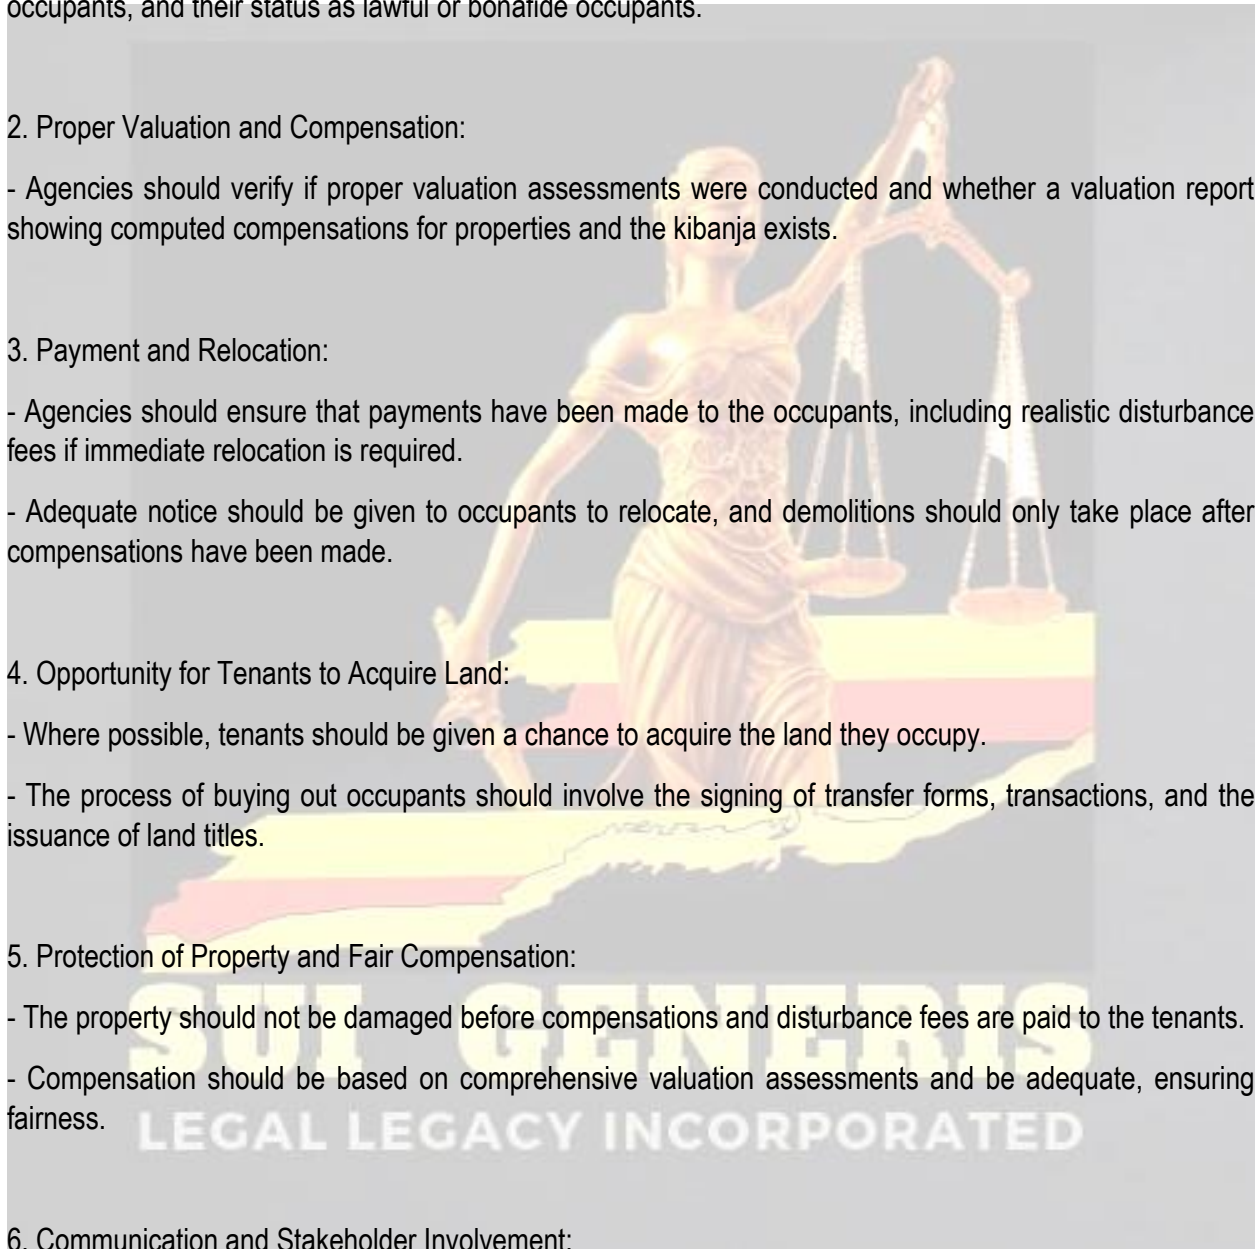 occupants, and their status as lawful or bonafide occupants.
2. Proper Valuation and Compensation:
- Agencies should verify if proper valuation assessments were conducted and whether a valuation report
showing computed compensations for properties and the kibanja exists.
3. Payment and Relocation:
- Agencies should ensure that payments have been made to the occupants, including realistic disturbance
fees if immediate relocation is required.
- Adequate notice should be given to occupants to relocate, and demolitions should only take place after
compensations have been made.
4. Opportunity for Tenants to Acquire Land:
- Where possible, tenants should be given a chance to acquire the land they occupy.
- The process of buying out occupants should involve the signing of transfer forms, transactions, and the
issuance of land titles.
5. Protection of Property and Fair Compensation:
- The property should not be damaged before compensations and disturbance fees are paid to the tenants.
- Compensation should be based on comprehensive valuation assessments and be adequate, ensuring
fairness.
SUI GENERIS
LEGAL LEGACY INCORPORATED
6. Communication and Stakeholder Involvement: